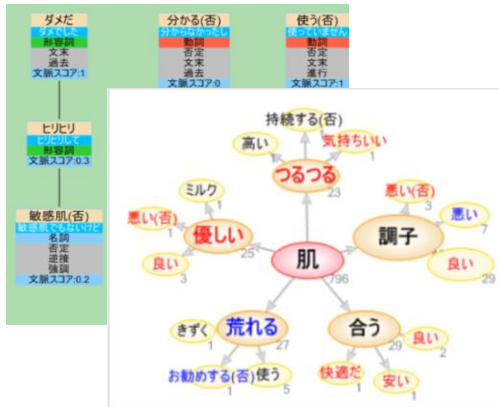 ダメだ
ダメでした
形容詞
文末
過去
文脈スコア:1
分かる(否)
分からなかったし
動詞
否定
文末
過去
文脈スコア:0
使う(否)
使っていません
動詞
否定
文末
進行
文脈スコア:1
ヒリヒリ
ヒリヒリして
形容詞
文脈スコア:0.3
敏感肌(否)
敏感肌でもないけど
名詞
否定
逆接
強調
文脈スコア:0.2
持続する(否)
1
高い
気持ちいい
1
つるつる
23
ミルク
1
悪い(否)
1
優しい
25
良い
3
悪い(否)
3
悪い
7
調子
良い
29
肌
796
きずく
1
荒れる
27
お勧めする(否)
1
使う
5
合う
29
良い
2
快適だ
1
安い
1